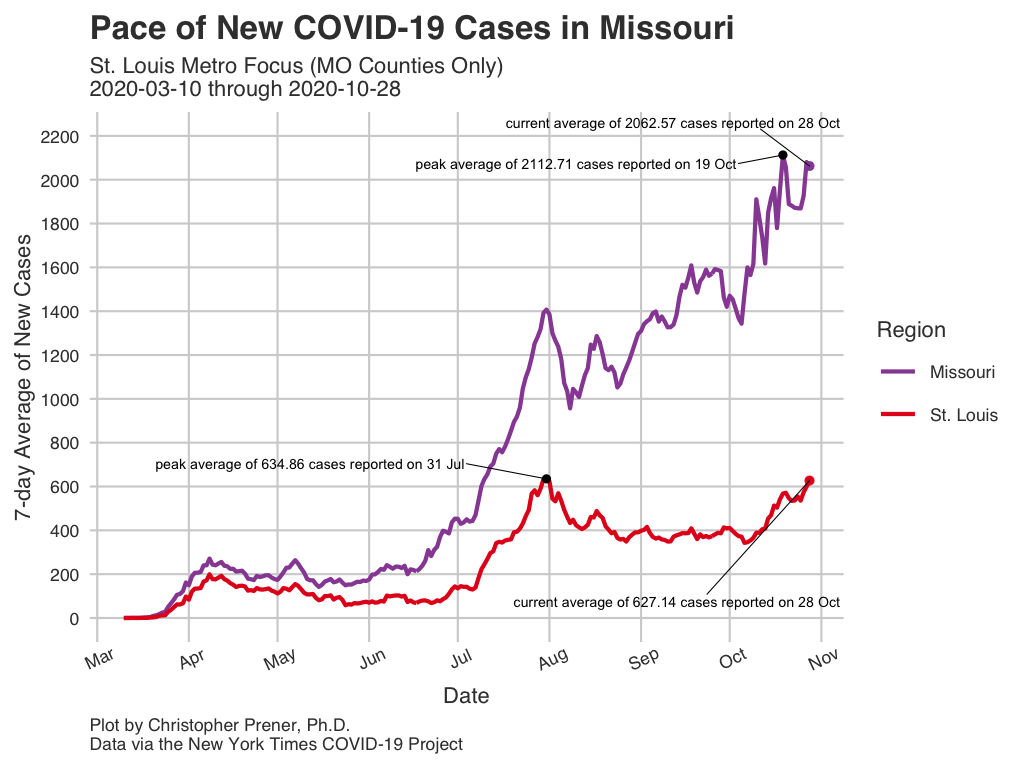 Pace of New COVID-19 Cases in Missouri
St. Louis Metro Focus (MO Counties Only)
2020-03-10 through 2020-10-28
current average of 2062.57 cases reported on 28 Oct
peak average of 2112.71 cases reported on 19 Oct
peak average of 634.86 cases reported on 31 Jul
current average of 627.14 cases reported on 28 Oct
7-day Average of New Cases
2200
2000
1800
1600
1400
1200
1000
800
600
400
200
0
Mar
Apr
May
Jun
Jul
Aug
Sep
Oct
Nov
Date
Region
Missouri
St. Louis
Plot by Christopher Prener, Ph.D.
Data via the New York Times COVID-19 Project